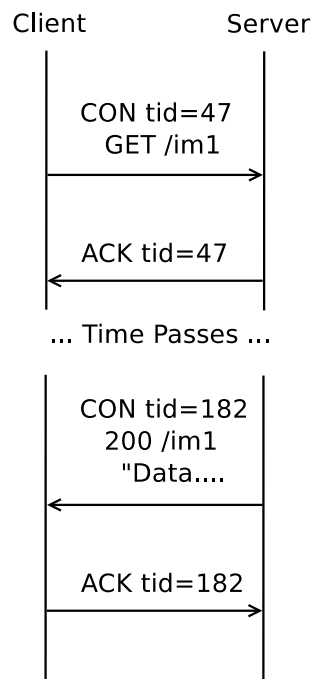 Client Server
CON tid=47
GET /im1
ACK tid=47
... Time Passes ...
CON tid=182
200 /im1
"Data....
ACK tid=182